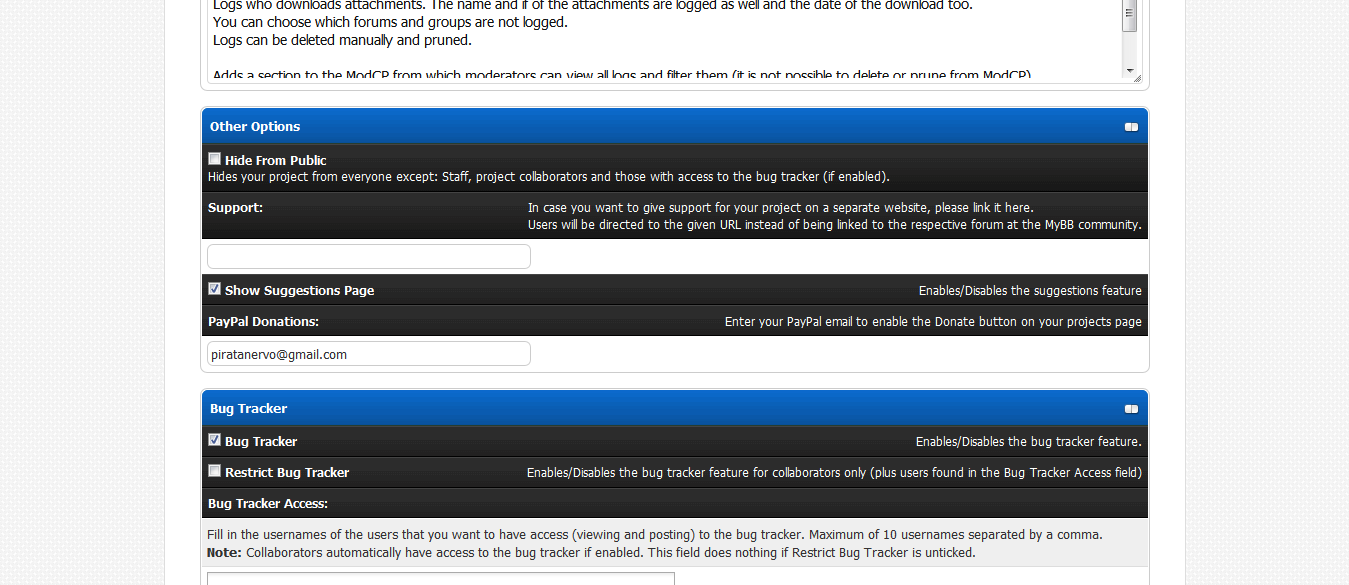 Logs who downloads attachments. The name and if of the attachments are logged as well and the date of the download too.
You can choose which forums and groups are not logged.
Logs can be deleted manually and pruned.
Adds a section to the ModCP from which moderators can view all logs and filter them (it is not possible to delete or prune from ModCP)
Other Options
Hide From Public
Hides your project from everyone except: Staff, project collaborators and those with access to the bug tracker (if enabled).
Support: In case you want to give support for your project on a separate website, please link it here.
Users will be directed to the given URL instead of being linked to the respective forum at the MyBB community.
Show Suggestions Page Enables/Disables the suggestions feature
PayPal Donations: Enter your PayPal email to enable the Donate button on your projects page
piratanervo@gmail.com
Bug Tracker
Bug Tracker Enables/Disables the bug tracker feature.
Restrict Bug Tracker Enables/Disables the bug tracker feature for collaborators only (plus users found in the Bug Tracker Access field)
Bug Tracker Access:
Fill in the usernames of the users that you want to have access (viewing and posting) to the bug tracker. Maximum of 10 usernames separated by a comma.
Note: Collaborators automatically have access to the bug tracker if enabled. This field does nothing if Restrict Bug Tracker is unticked.